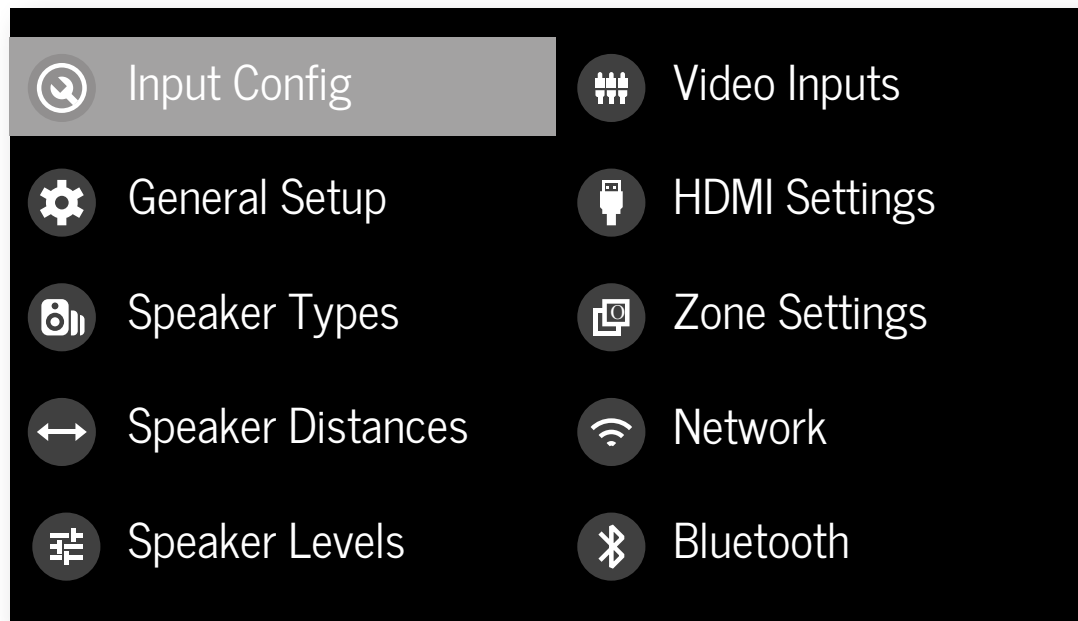 Input Config
General Setup
Speaker Types
Speaker Distances
Speaker Levels
Video Inputs
HDMI Settings
O
Zone Settings
Network
Bluetooth